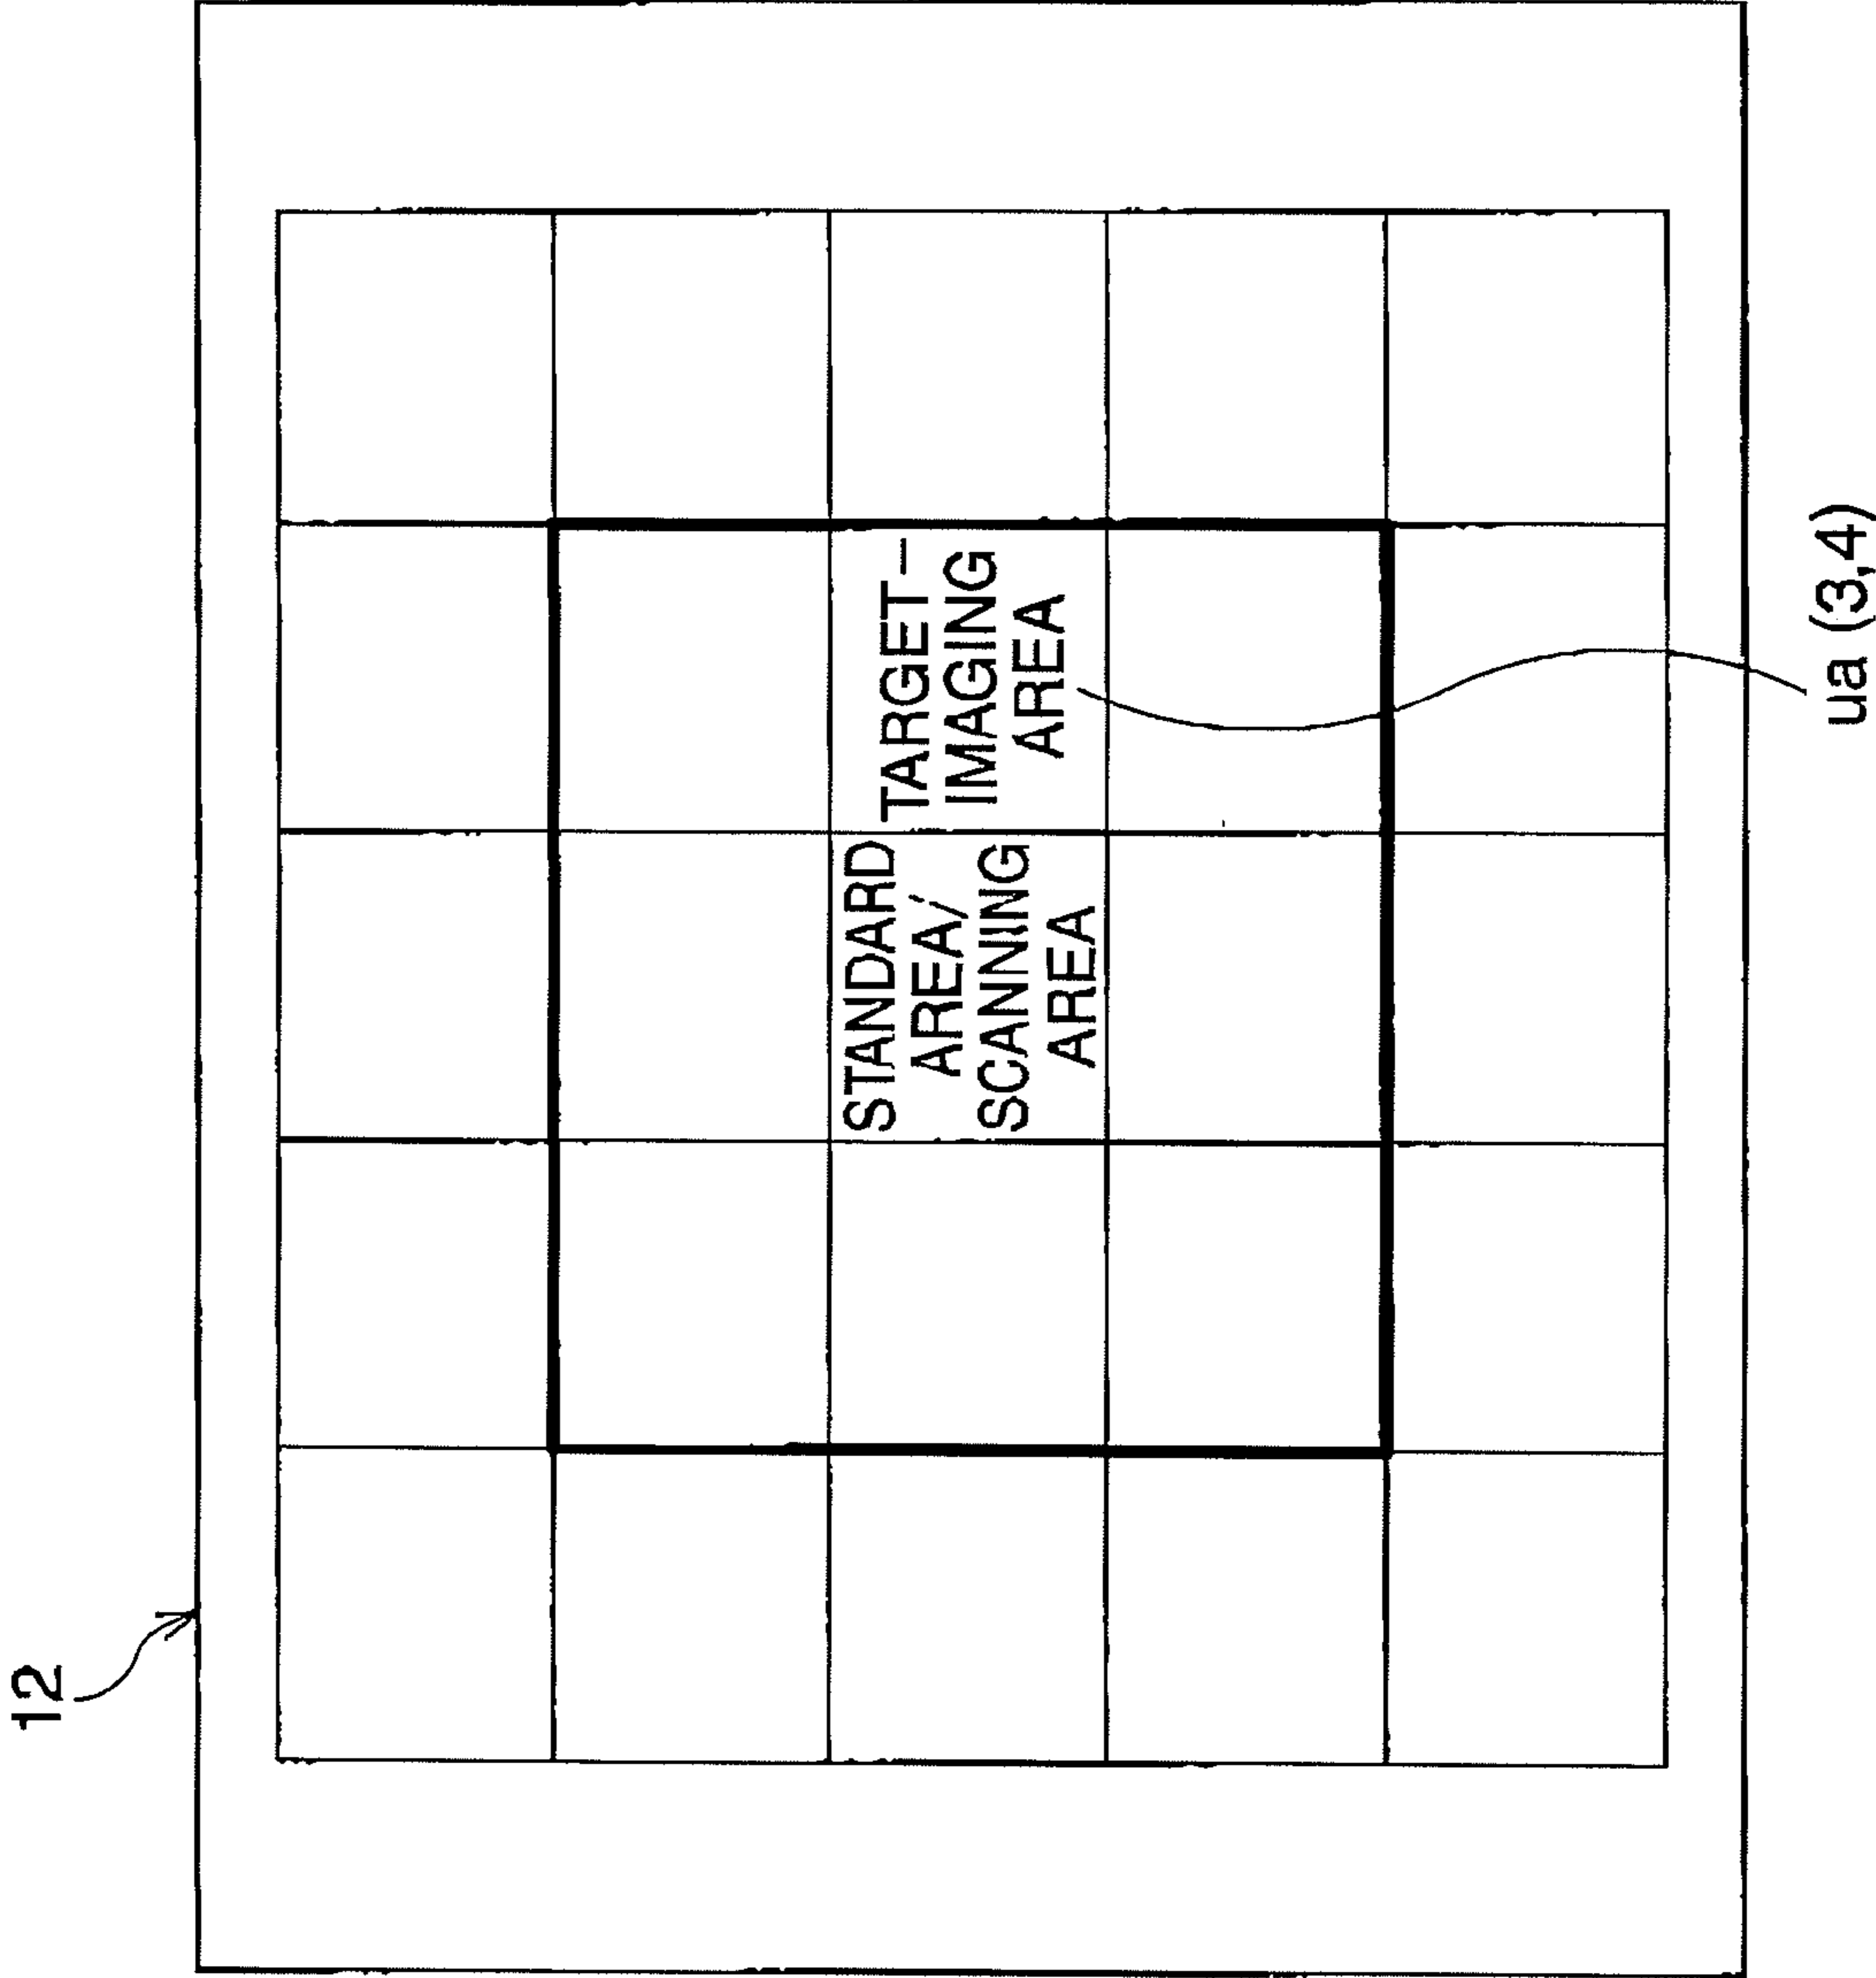 12
STANDARD
AREA/
SCANNING
AREA
TARGET-
IMAGING
AREA
ua (3,4)